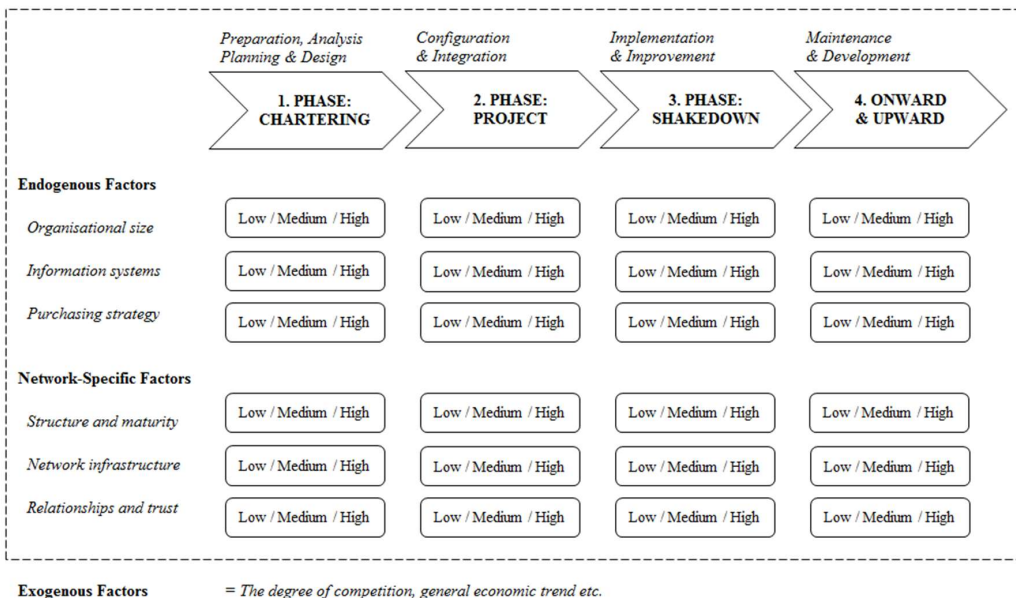 Preparation, Analysis
Planning & Design
Configuration
& Integration
Implementation
& Improvement
Maintenance
& Development
1. PHASE:
CHARTERING
2. PHASE:
PROJECT
3. PHASE:
SHAKEDOWN
4. ONWARD
& UPWARD
Endogenous Factors
Organisational size Low / Medium / High Low / Medium / High Low / Medium / High Low / Medium / High
Information systems Low / Medium / High Low / Medium / High Low / Medium / High Low / Medium / High
Purchasing strategy Low / Medium / High Low / Medium / High Low / Medium / High Low / Medium / High
Network-Specific Factors
Structure and maturity Low / Medium / High Low / Medium / High Low / Medium / High Low / Medium / High
Network infrastructure Low / Medium / High Low / Medium / High Low / Medium / High Low / Medium / High
Relationships and trust Low / Medium / High Low / Medium / High Low / Medium / High Low / Medium / High
Exogenous Factors = The degree of competition, general economic trend etc.